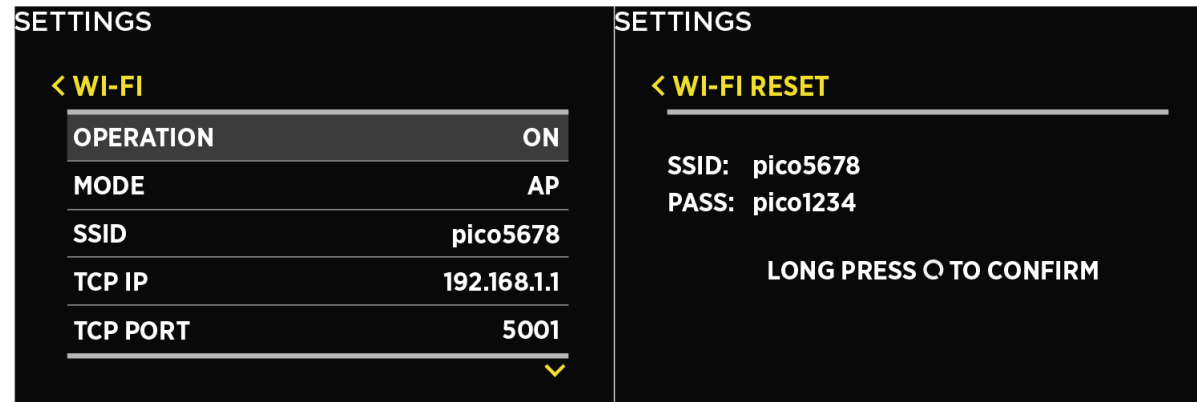 SETTINGS
< WI-FI
OPERATION ON
MODE AP
SSID pico5678
TCP IP 192.168.1.1
TCP PORT 5001
SETTINGS
< WI-FI RESET
SSID: pico5678
PASS: pico1234
LONG PRESS O TO CONFIRM